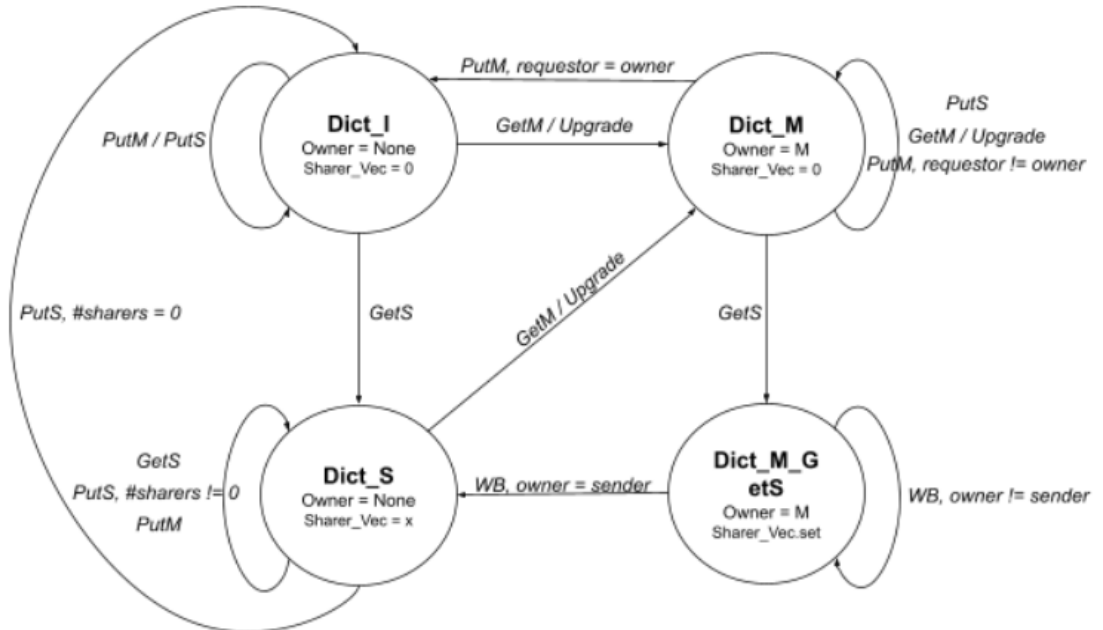 PutM, requestor = owner
Dict_I
Owner = None
Sharer_Vec = 0
PutM / PutS
GetM / Upgrade
Dict_M
Owner = M
Sharer_Vec = 0
PutS
GetM / Upgrade
PutM, requestor != owner
PutS, #sharers = 0
GetS
GetM / Upgrade
GetS
GetS
PutS, #sharers != 0
PutM
Dict_S
Owner = None
Sharer_Vec = x
WB, owner = sender
Dict_M_G
etS
Owner = M
Sharer_Vec.set
WB, owner != sender